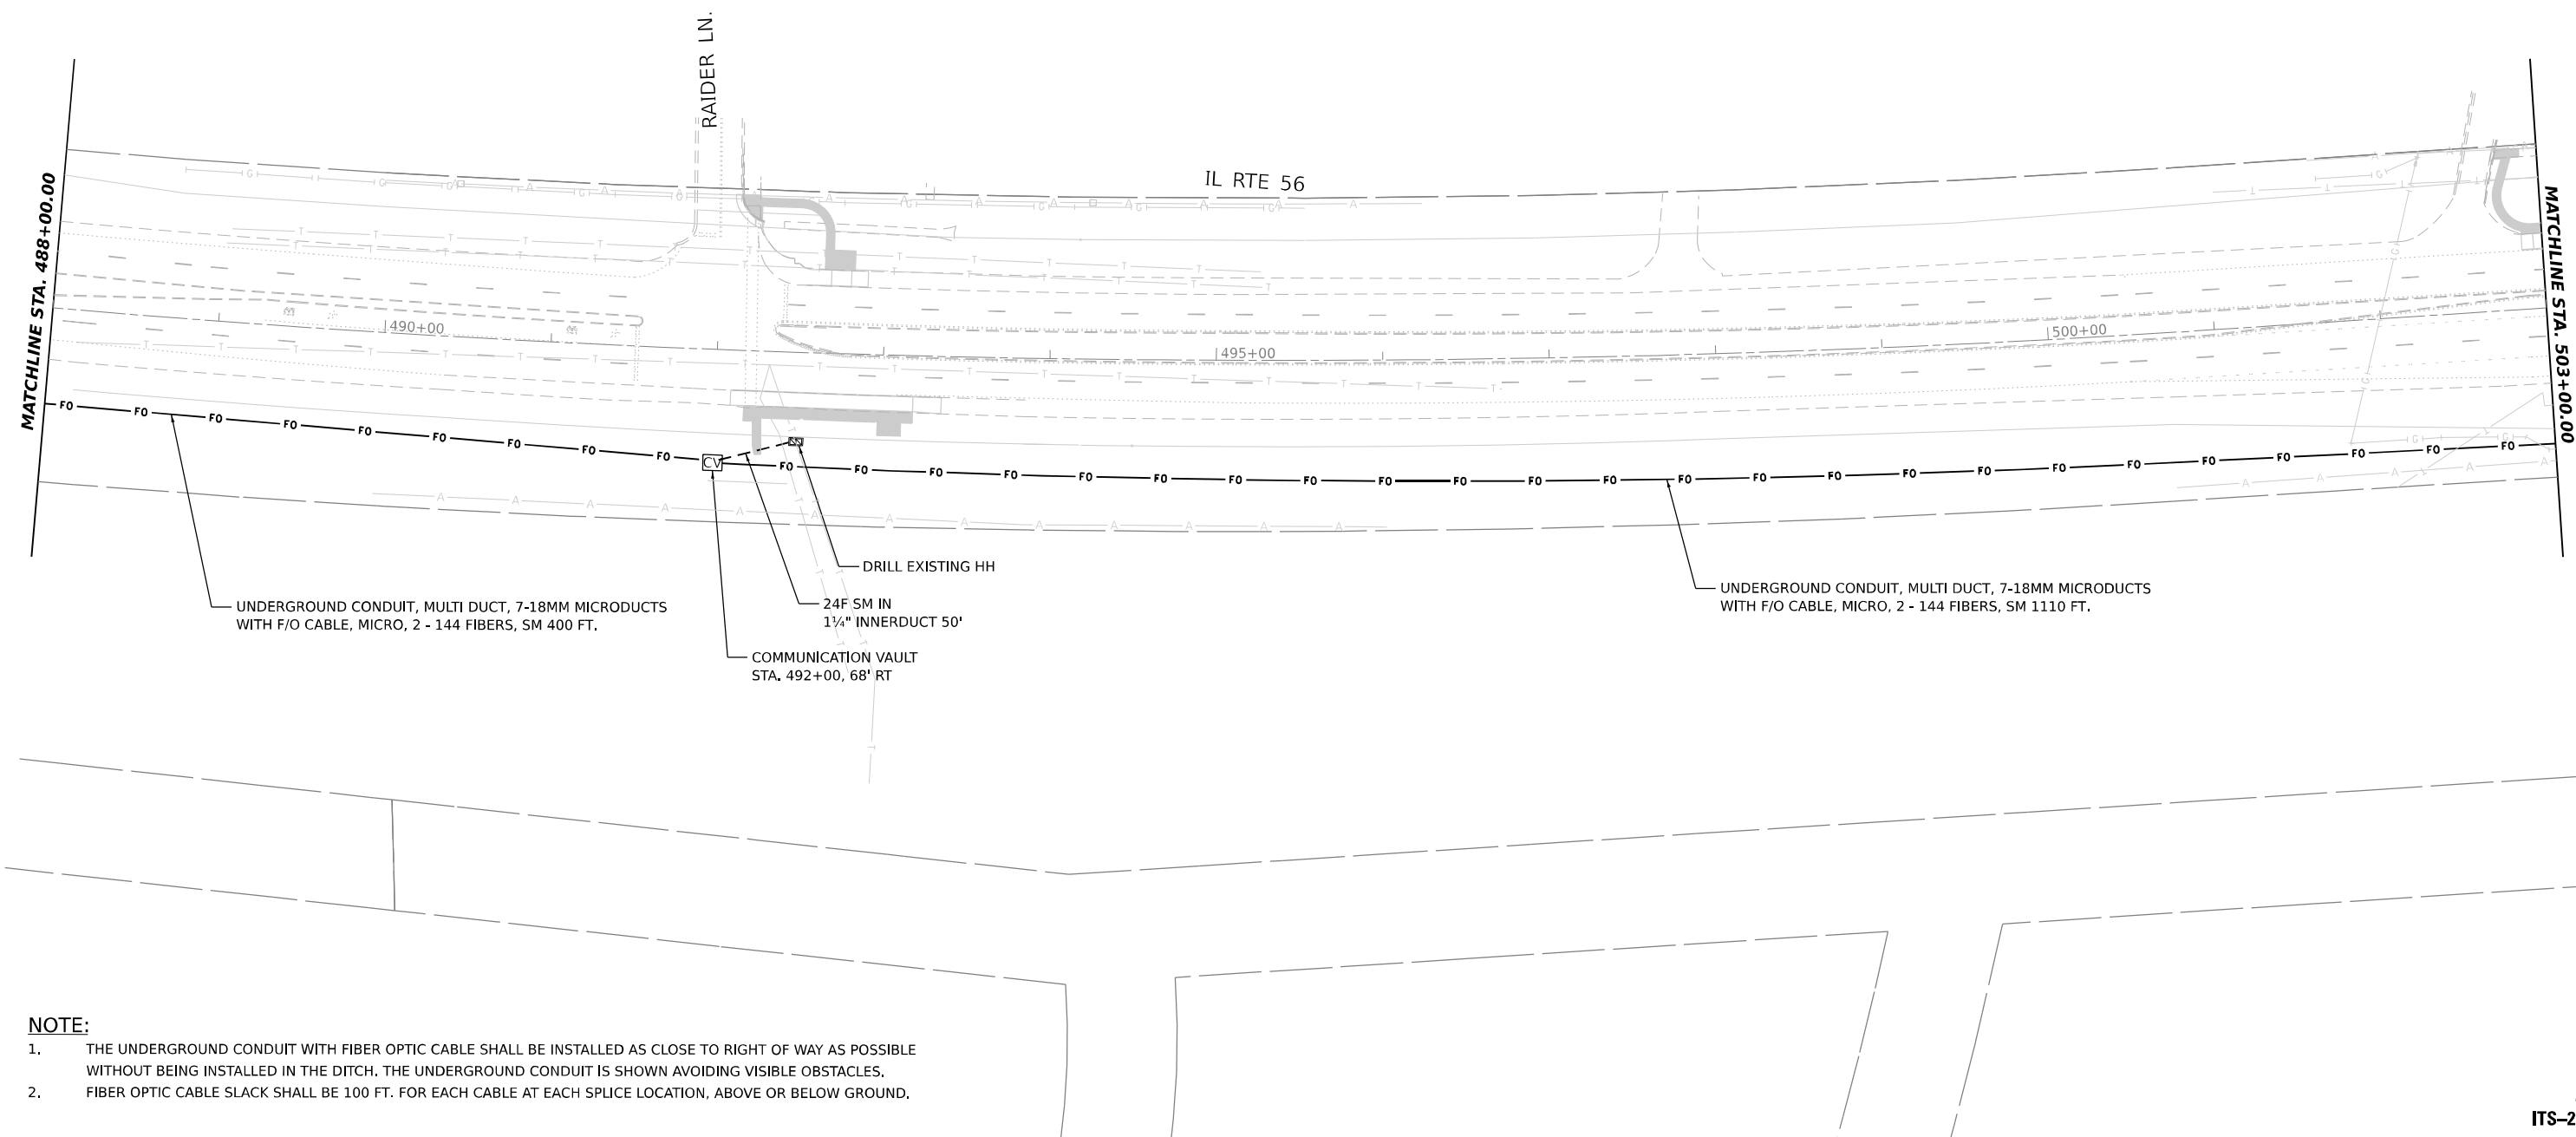 RAIDER LN.
IL RTE 56
MATCHLINE STA. 488+00.00
MATCHLINE STA. 503+00.00
490+00
495+00
500+00
CV
DRILL EXISTING HH
24F SM IN
1¼" INNERDUCT 50'
COMMUNICATION VAULT
STA. 492+00, 68' RT
UNDERGROUND CONDUIT, MULTI DUCT, 7-18MM MICRODUCTS
WITH F/O CABLE, MICRO, 2 - 144 FIBERS, SM 400 FT.
UNDERGROUND CONDUIT, MULTI DUCT, 7-18MM MICRODUCTS
WITH F/O CABLE, MICRO, 2 - 144 FIBERS, SM 1110 FT.
NOTE:
1. THE UNDERGROUND CONDUIT WITH FIBER OPTIC CABLE SHALL BE INSTALLED AS CLOSE TO RIGHT OF WAY AS POSSIBLE
WITHOUT BEING INSTALLED IN THE DITCH. THE UNDERGROUND CONDUIT IS SHOWN AVOIDING VISIBLE OBSTACLES.
2. FIBER OPTIC CABLE SLACK SHALL BE 100 FT. FOR EACH CABLE AT EACH SPLICE LOCATION, ABOVE OR BELOW GROUND.
ITS-2